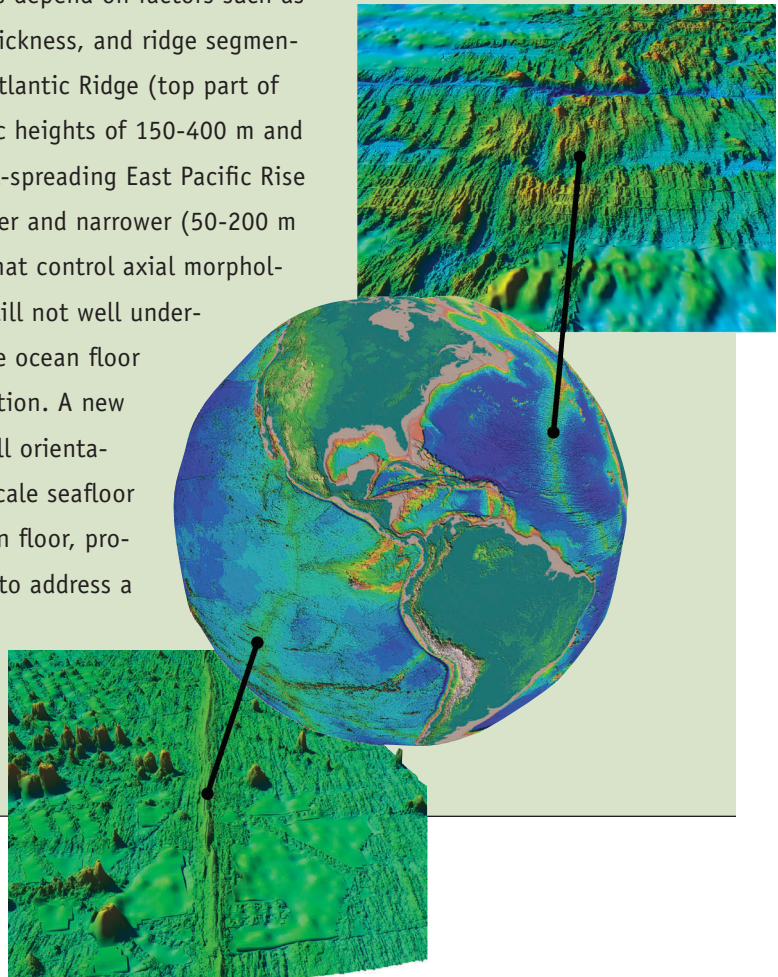 s depend on factors such as
ickness, and ridge segmen-
tlantic Ridge (top part of
c heights of 150-400 m and
-spreading East Pacific Rise
er and narrower (50-200 m
hat control axial morphol-
till not well under-
e ocean floor
tion. A new
ll orienta-
cale seafloor
n floor, pro-
to address a